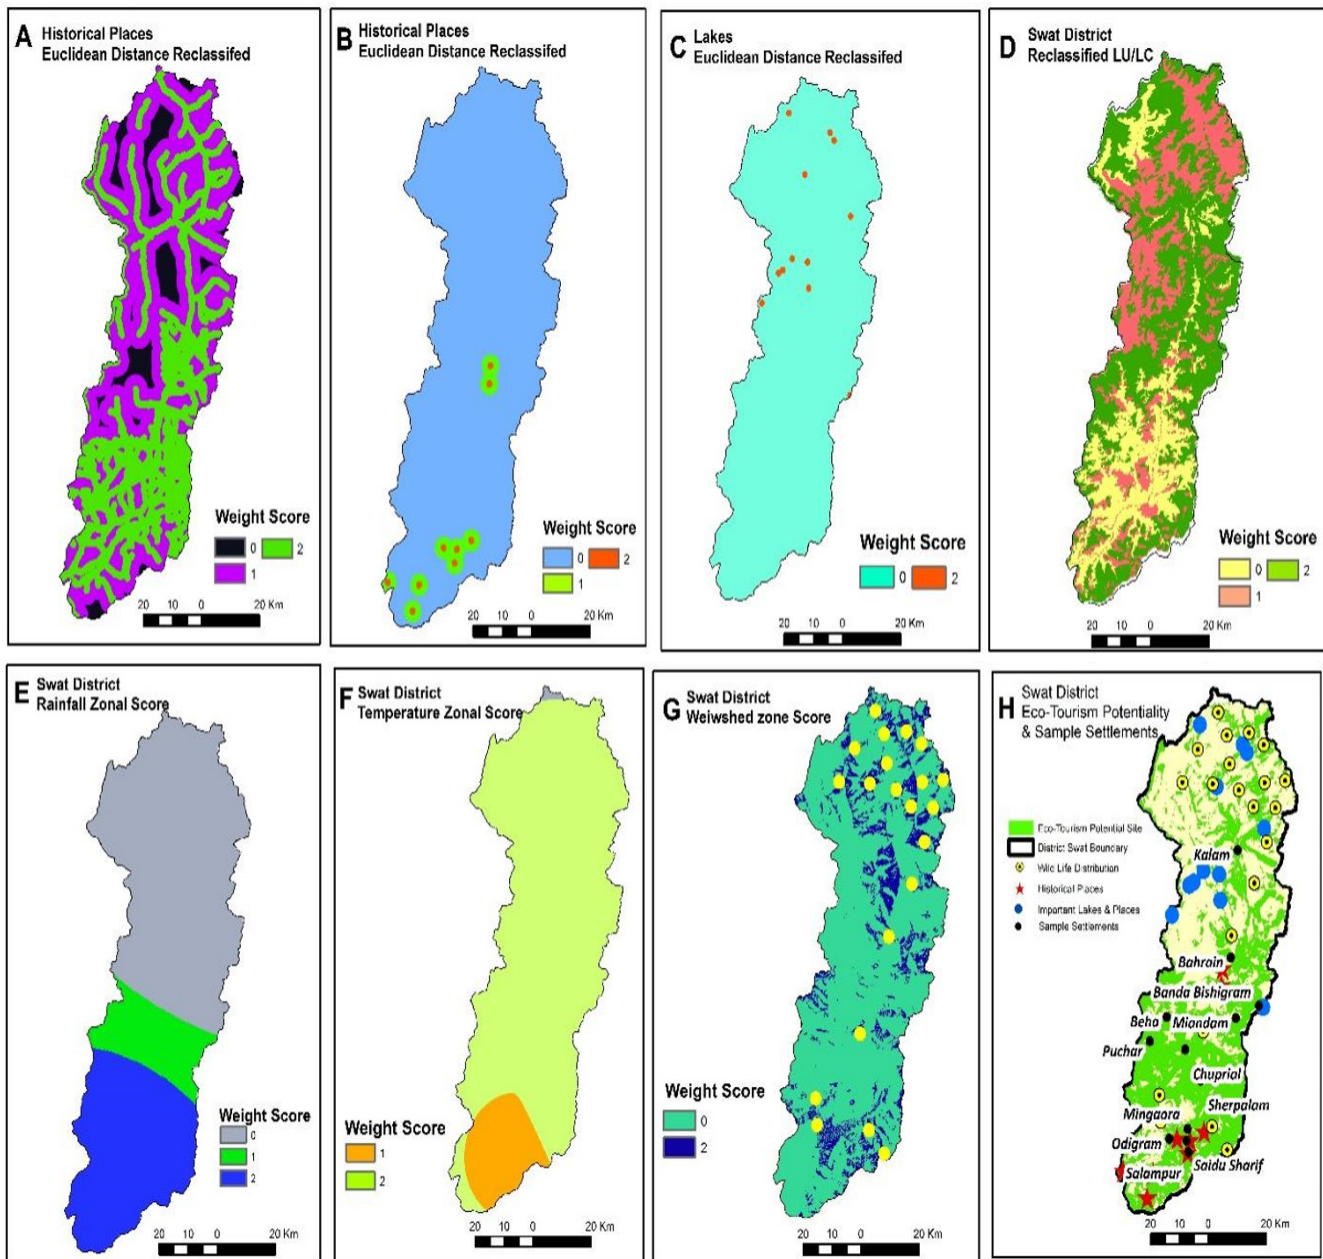 A Historical Places
Euclidean Distance Reclassifed
Weight Score
0 2
1
20 10 0 20 Km
B Historical Places
Euclidean Distance Reclassifed
Weight Score
0 2
1
20 10 0 20 Km
C Lakes
Euclidean Distance Reclassifed
Weight Score
0 2
20 10 0 20 Km
D Swat District
Reclassified LU/LC
Weight Score
0 2
1
20 10 0 20 Km
E Swat District
Rainfall Zonal Score
Weight Score
0
1
2
20 10 0 20 Km
F Swat District
Temperature Zonal Score
Weight Score
1
2
20 10 0 20 Km
G Swat District
Weiwshed zone Score
Weight Score
0
2
20 10 0 20 Km
H Swat District
Eco-Tourism Potentiality
& Sample Settlements
Eco-Tourism Potential Site
District Swat Boundary
Wild Life Distribution
Historical Places
Important Lakes & Places
Sample Settlements
Kalam
Bahrain
Banda Bishigram
Beha Miandam
Puchar
Chuprial
Mingaora Sherpalam
Odigram
Salampur Saidu Sharif
20 10 0 20 Km